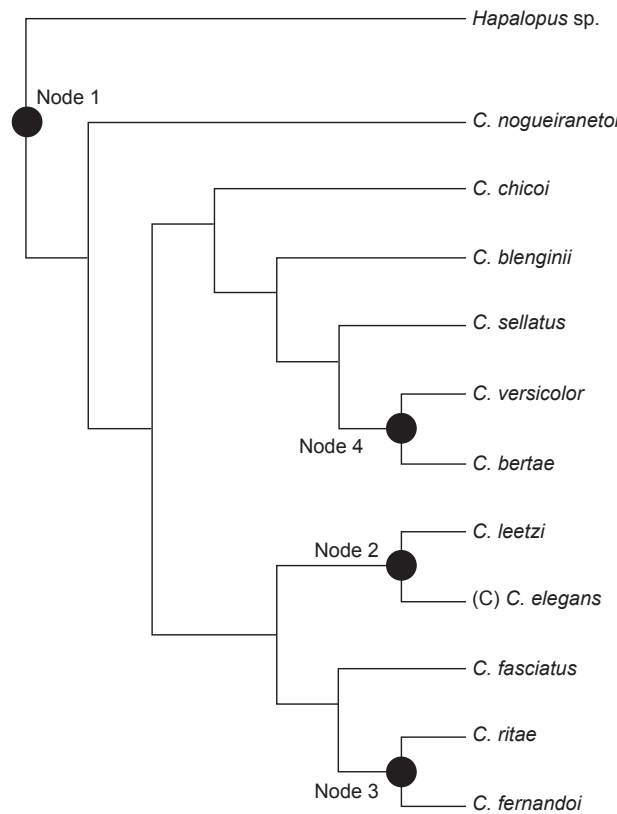 Hapalopus sp.
Node 1
C. nogueiranetoi
C. chicoi
C. blenginii
C. sellatus
C. versicolor
Node 4
C. bertae
C. leetzi
Node 2
(C) C. elegans
C. fasciatus
C. ritae
Node 3
C. fernandoi